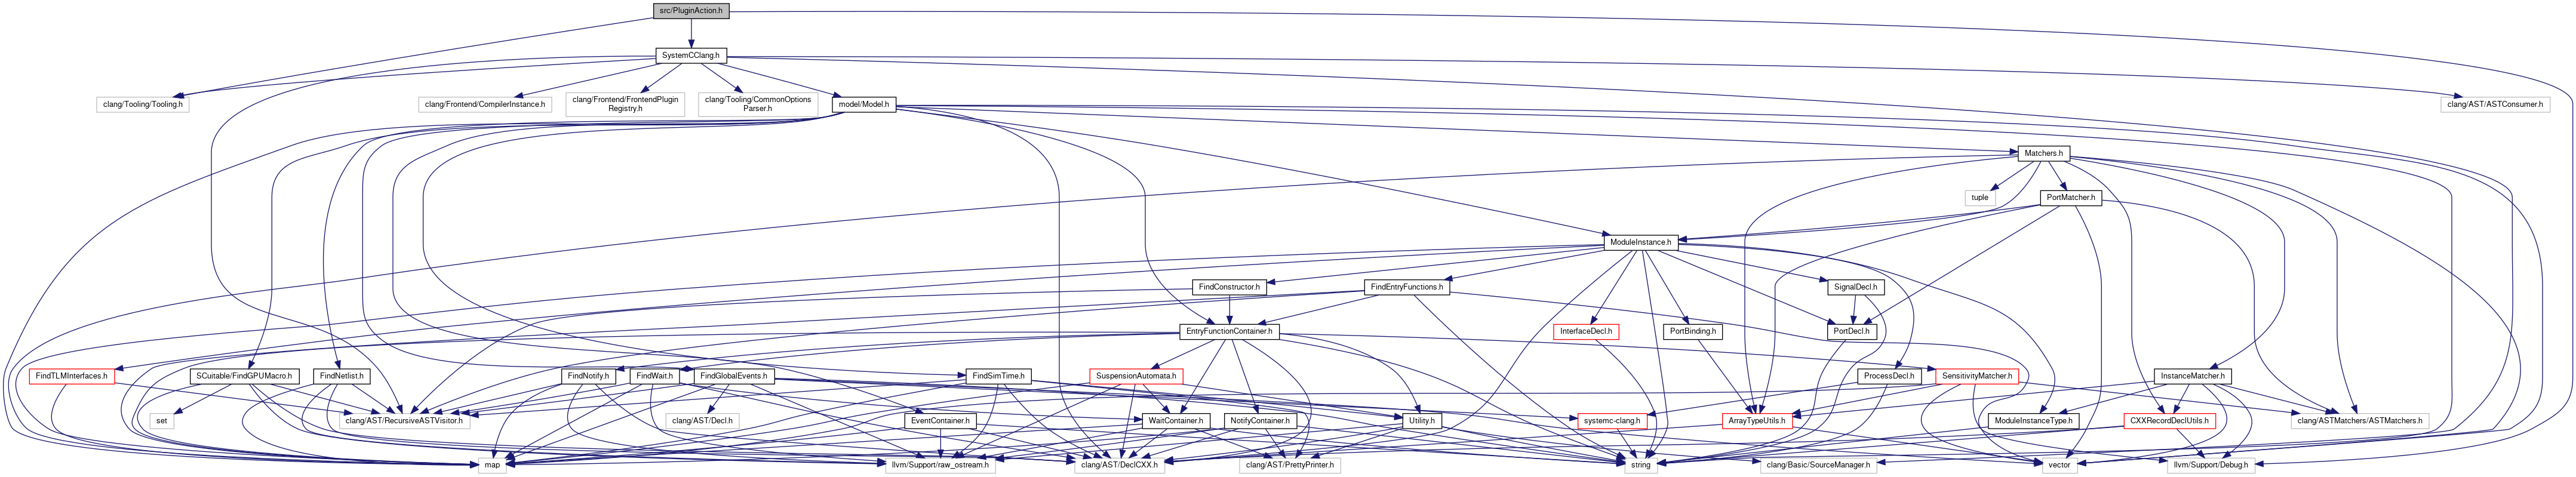 src/PluginAction.h
SystemCClang.h
clang/Tooling/Tooling.h
clang/Frontend/CompilerInstance.h
clang/Frontend/FrontendPlugin
Registry.h
clang/Tooling/CommonOptions
Parser.h
model/Model.h
clang/AST/ASTConsumer.h
Matchers.h
tuple
PortMatcher.h
ModuleInstance.h
FindConstructor.h
FindEntryFunctions.h
SignalDecl.h
EntryFunctionContainer.h
InterfaceDecl.h
PortBinding.h
PortDecl.h
FindTLMInterfaces.h
SCuitable/FindGPUMacro.h
FindNetlist.h
FindNotify.h
FindWait.h
FindGlobalEvents.h
FindSimTime.h
SuspensionAutomata.h
ProcessDecl.h
SensitivityMatcher.h
InstanceMatcher.h
set
clang/AST/RecursiveASTVisitor.h
clang/AST/Decl.h
EventContainer.h
WaitContainer.h
NotifyContainer.h
Utility.h
systemc-clang.h
ArrayTypeUtils.h
ModuleInstanceType.h
CXXRecordDeclUtils.h
clang/ASTMatchers/ASTMatchers.h
map
llvm/Support/raw_ostream.h
clang/AST/DeclCXX.h
clang/AST/PrettyPrinter.h
string
clang/Basic/SourceManager.h
vector
llvm/Support/Debug.h